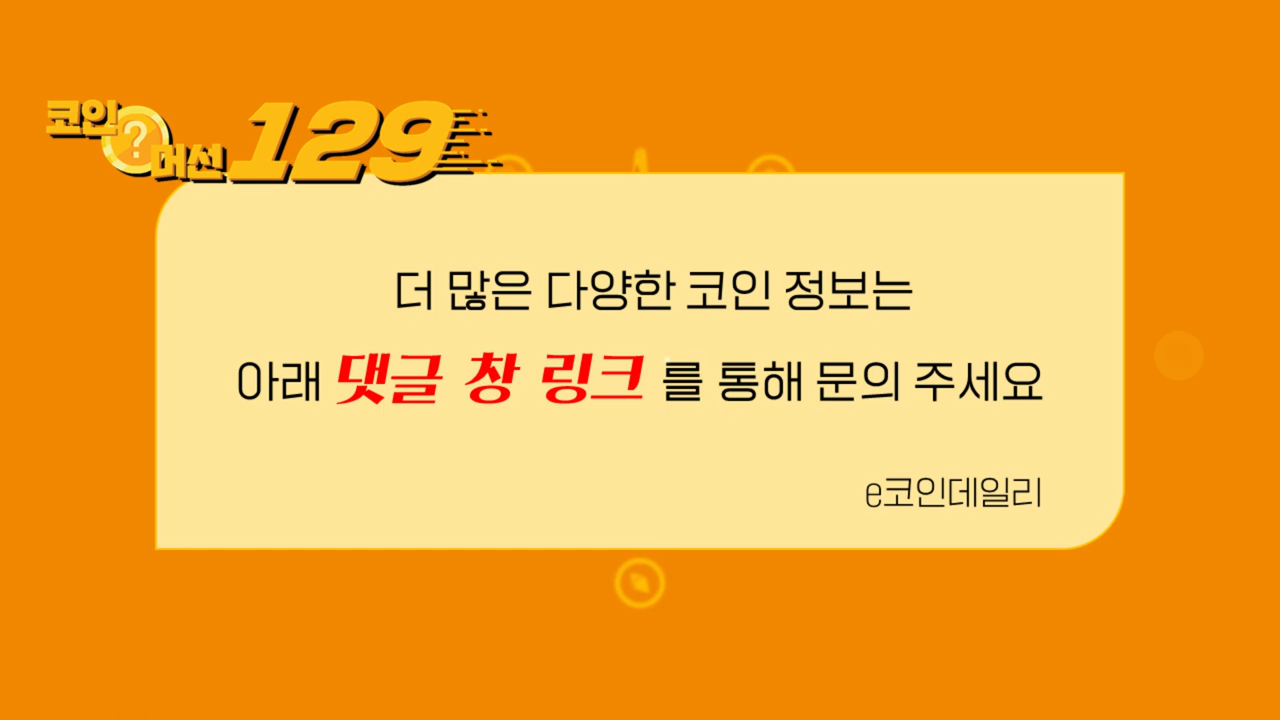 코인 ? 머선 129
더 많은 다양한 코인 정보는
아래 댓글 창 링크 를 통해 문의 주세요
e코인데일리